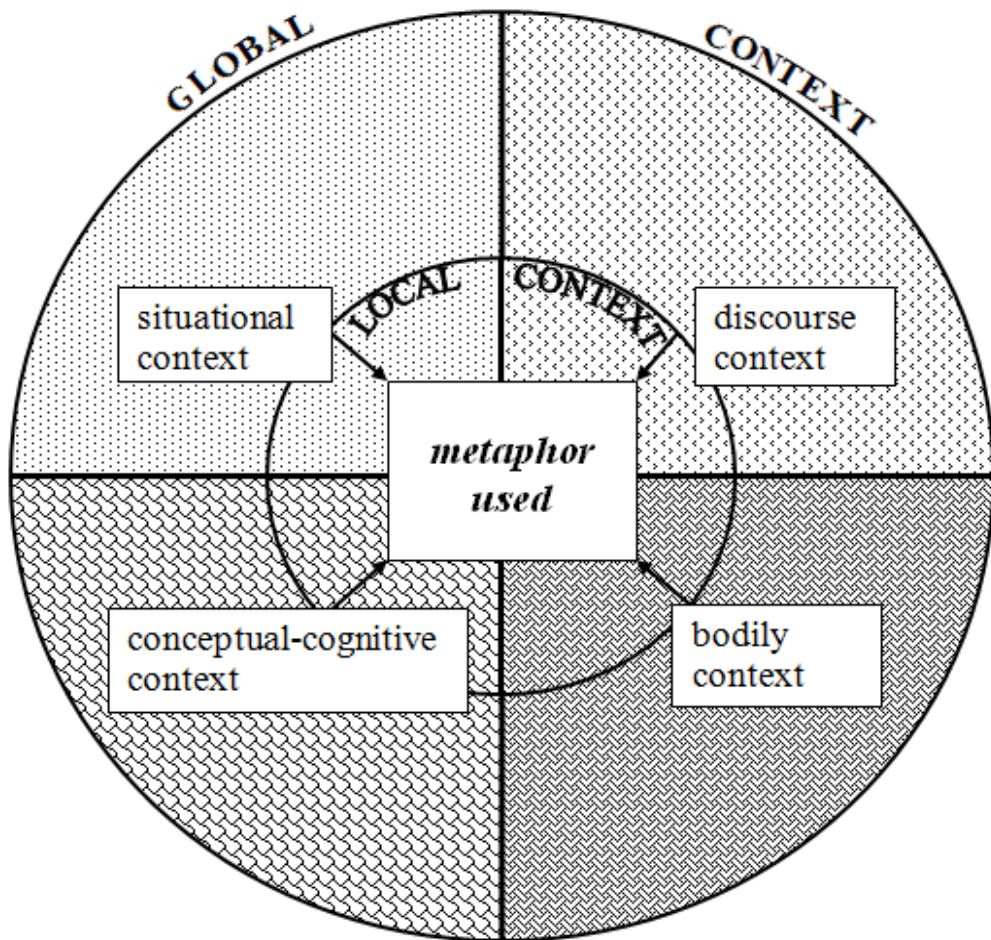 GLOBAL CONTEXT
LOCAL CONTEXT
situational
context
discourse
context
metaphor
used
conceptual-cognitive
context
bodily
context